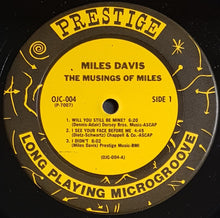 PRESTIGE
MILES DAVIS
THE MUSINGS OF MILES
OJC-004
(P-7007)
SIDE 1
1. WILL YOU STILL BE MINE? 6:20
(Dennis-Adair) Dorsey Bros. Music-ASCAP
2. I SEE YOUR FACE BEFORE ME 4:45
(Dietz-Schwartz) Chappell & Co.-ASCAP
3. I DIDN'T 6:02
(Miles Davis) Prestige Music-BMI
(OJC-004-A)
LONG PLAYING MICROGROOVE